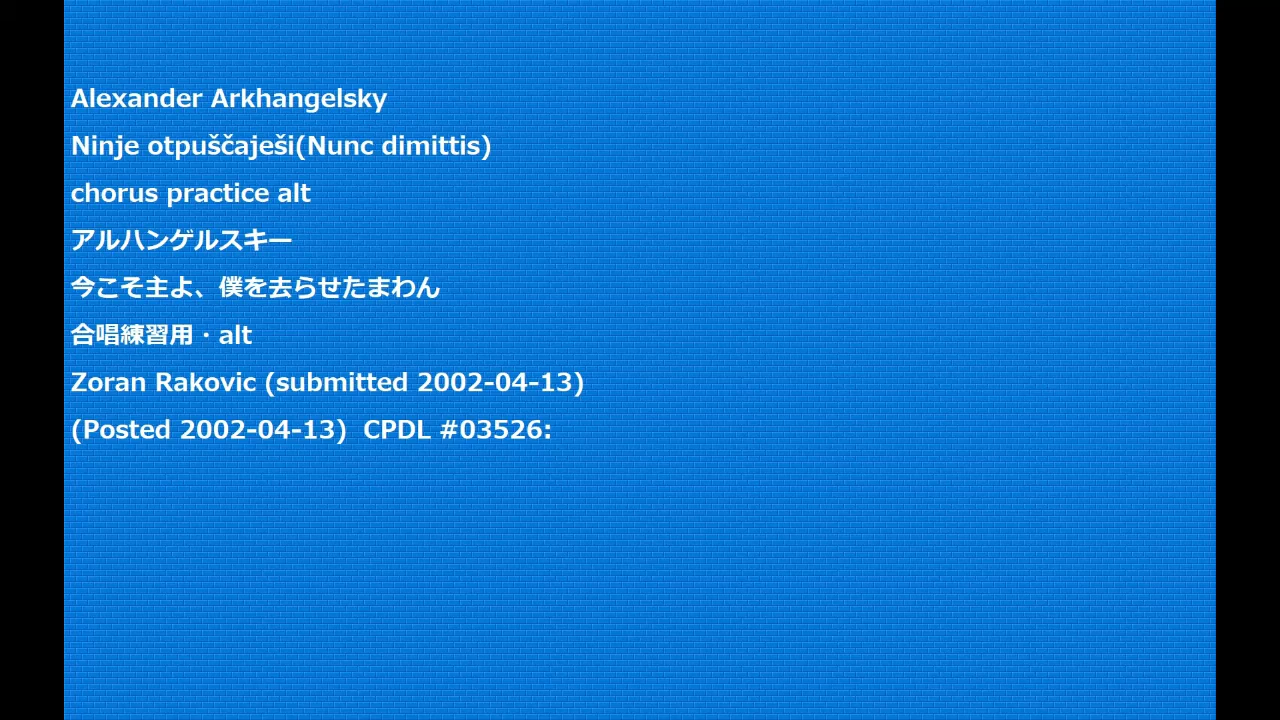 Alexander Arkhangelsky
Ninje otpuščaješi(Nunc dimittis)
chorus practice alt
アルハンゲルスキー
今こそ主よ、僕を去らせたまわん
合唱練習用・alt
Zoran Rakovic (submitted 2002-04-13)
(Posted 2002-04-13)  CPDL #03526: